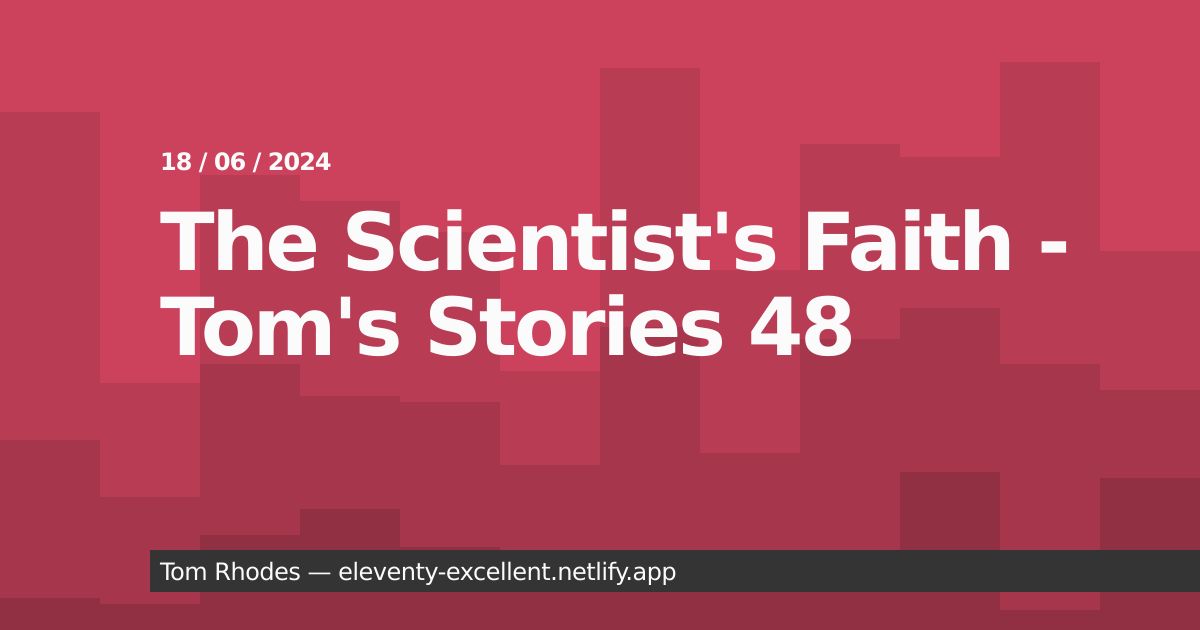 18 / 06 / 2024
The Scientist's Faith -
Tom's Stories 48
Tom Rhodes — eleventy-excellent.netlify.app